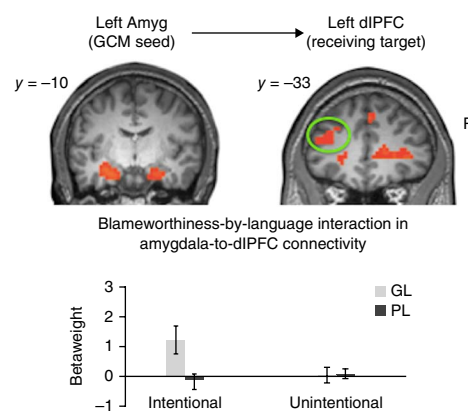 Left Amyg
(GCM seed)
Left dlPFC
(receiving target)
y = –10
y = –33
Blameworthiness-by-language interaction in
amygdala-to-dlPFC connectivity
Betaweight
3
2
1
0
–1
GL
PL
Intentional
Unintentional